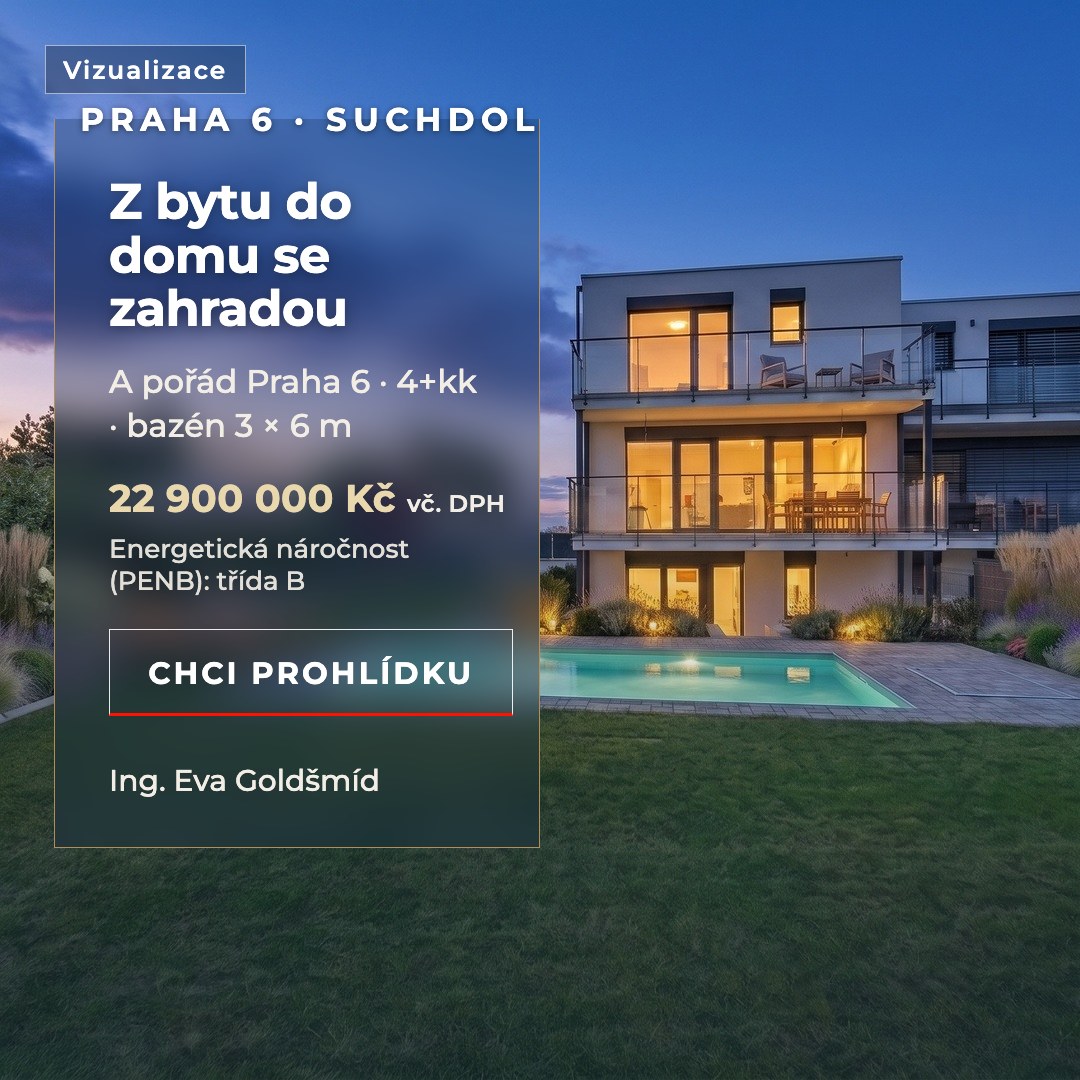 Vizualizace
PRAHA 6 · SUCHDOL
Z bytu do
domu se
zahradou
A pořád Praha 6 · 4+kk
· bazén 3 × 6 m
22 900 000 Kč vč. DPH
Energetická náročnost
(PENB): třída B
CHCI PROHLÍDKU
Ing. Eva Goldšmíd